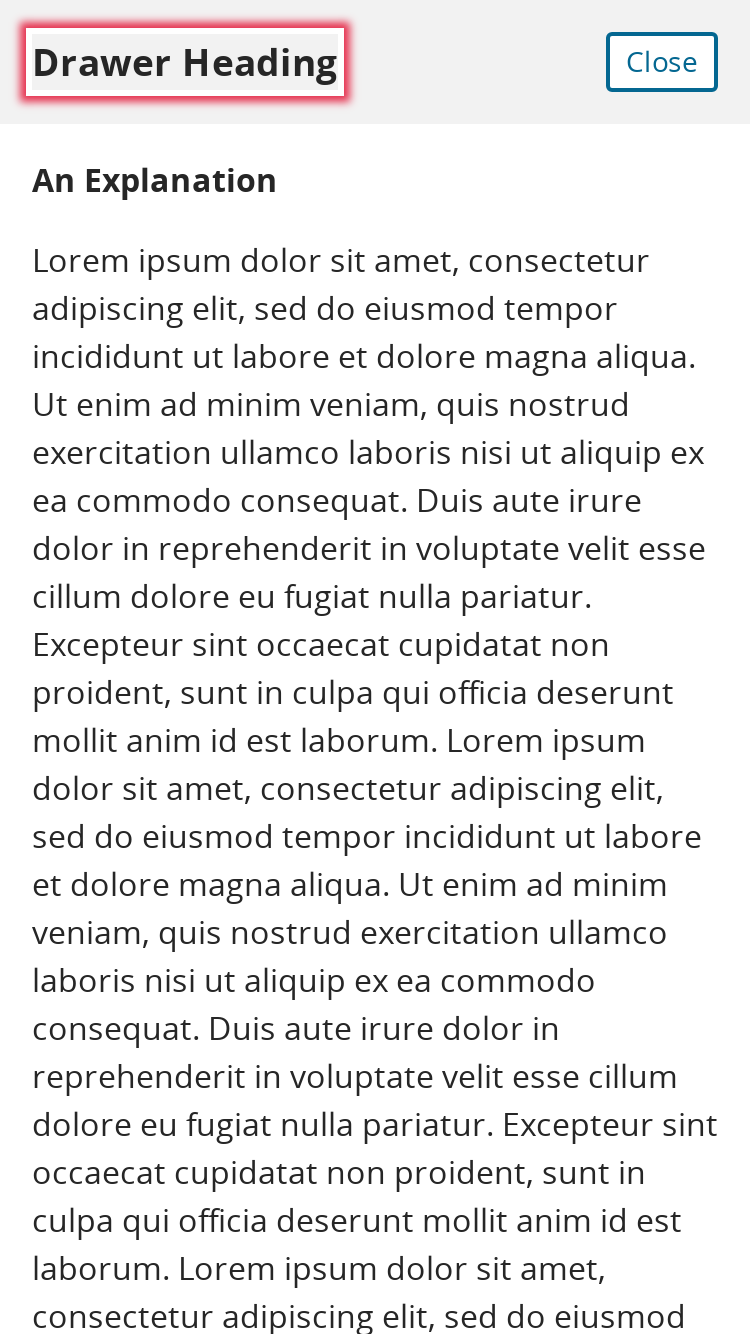 Drawer Heading
Close
An Explanation
Lorem ipsum dolor sit amet, consectetur
adipiscing elit, sed do eiusmod tempor
incididunt ut labore et dolore magna aliqua.
Ut enim ad minim veniam, quis nostrud
exercitation ullamco laboris nisi ut aliquip ex
ea commodo consequat. Duis aute irure
dolor in reprehenderit in voluptate velit esse
cillum dolore eu fugiat nulla pariatur.
Excepteur sint occaecat cupidatat non
proident, sunt in culpa qui officia deserunt
mollit anim id est laborum. Lorem ipsum
dolor sit amet, consectetur adipiscing elit,
sed do eiusmod tempor incididunt ut labore
et dolore magna aliqua. Ut enim ad minim
veniam, quis nostrud exercitation ullamco
laboris nisi ut aliquip ex ea commodo
consequat. Duis aute irure dolor in
reprehenderit in voluptate velit esse cillum
dolore eu fugiat nulla pariatur. Excepteur sint
occaecat cupidatat non proident, sunt in
culpa qui officia deserunt mollit anim id est
laborum. Lorem ipsum dolor sit amet,
consectetur adipiscing elit, sed do eiusmod